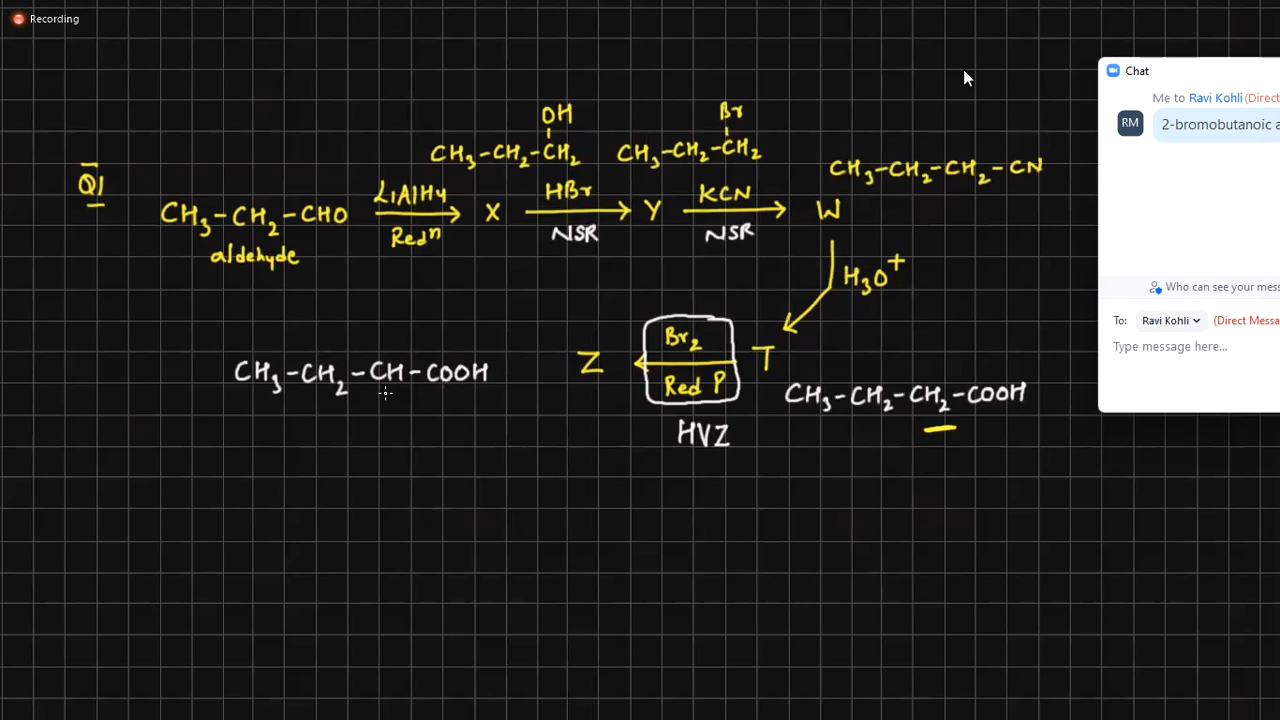 Recording
Chat
Me to Ravi Kohli (Direct
RM
2-bromobutanoic a
OH
CH₃-CH₂-CH₂
Br
CH₃-CH₂-CH₂
CH₃-CH₂-CH₂-CN
Q1
CH₃-CH₂-CHO
aldehyde
LiAlH4
Redⁿ
X
HBr
NSR
Y
KCN
NSR
W
H₃O⁺
Who can see your mess
To: Ravi Kohli (Direct Messa
Type message here...
T
CH₃-CH₂-CH₂-COOH
Br₂
Red P
HVZ
Z
CH₃-CH₂-CH-COOH